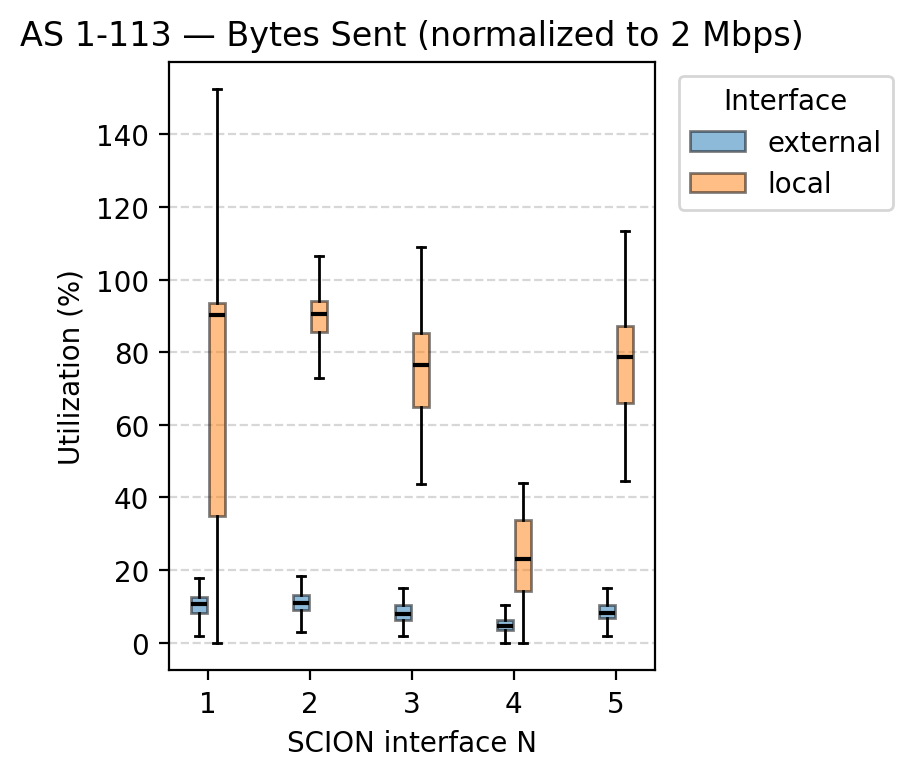 AS 1-113 — Bytes Sent (normalized to 2 Mbps)
Interface
external
local
Utilization (%)
140
120
100
80
60
40
20
0
1 2 3 4 5
SCION interface N